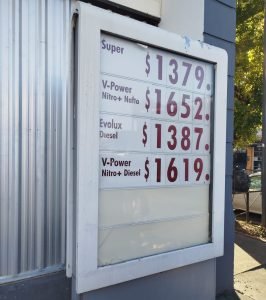 Super $1379.
V-Power
Nitro+ Nafta $1652.
Evolux
Diesel $1387.
V-Power
Nitro+ Diesel $1619.